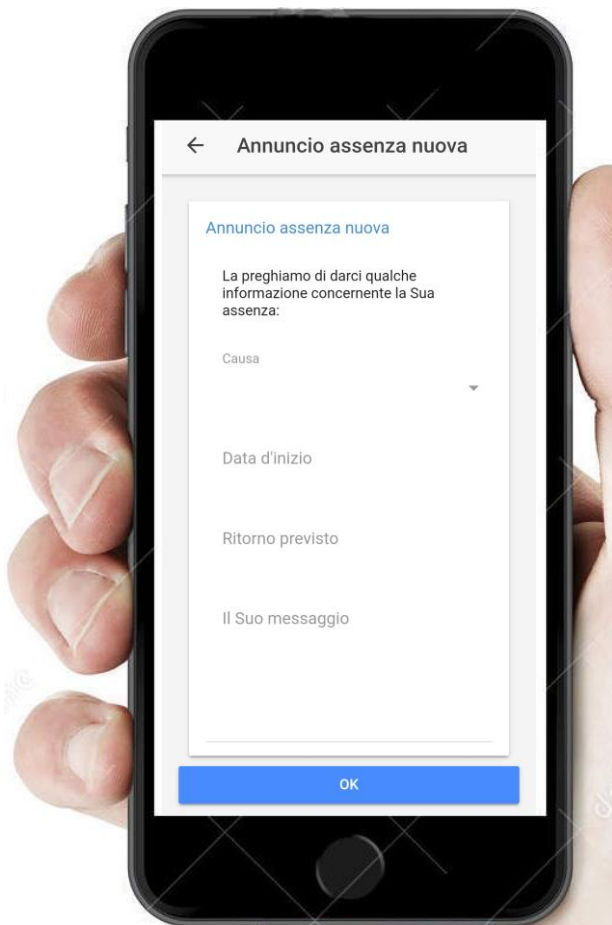 Annuncio assenza nuova
Annuncio assenza nuova
La preghiamo di darci qualche
informazione concernente la Sua
assenza:
Causa
Data d'inizio
Ritorno previsto
Il Suo messaggio
OK